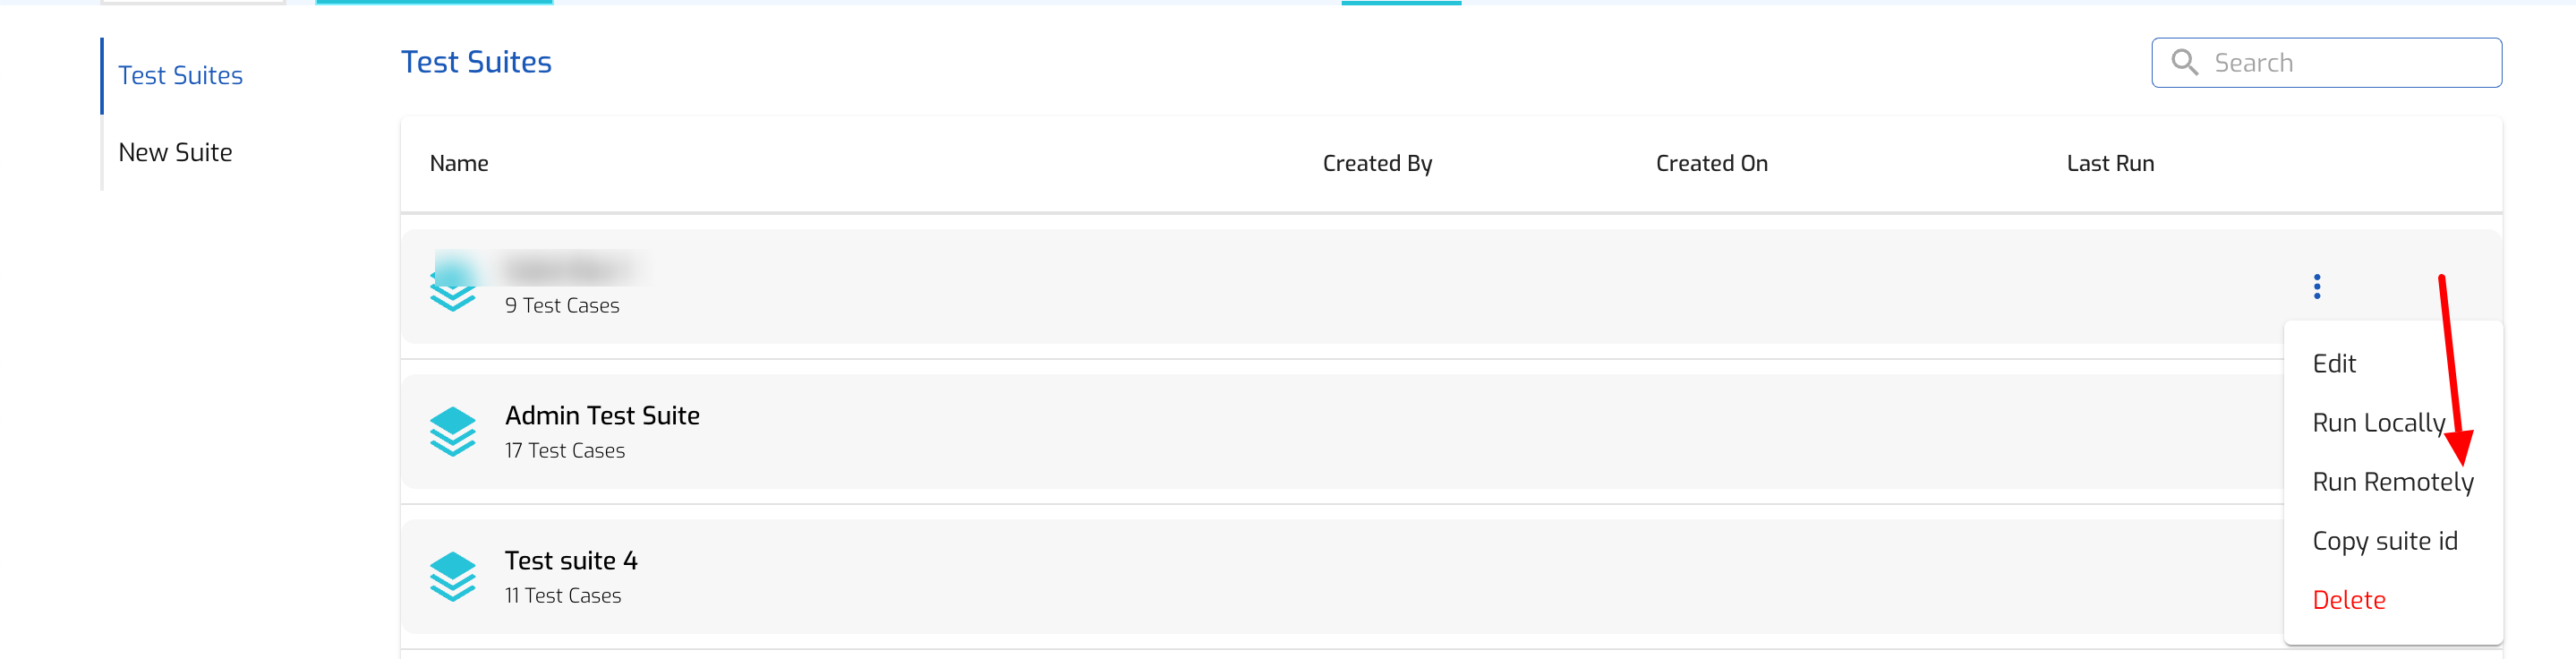 Test Suites
New Suite
Test Suites
Search
Name Created By Created On Last Run
9 Test Cases
Admin Test Suite
17 Test Cases
Test suite 4
11 Test Cases
Edit
Run Locally
Run Remotely
Copy suite id
Delete